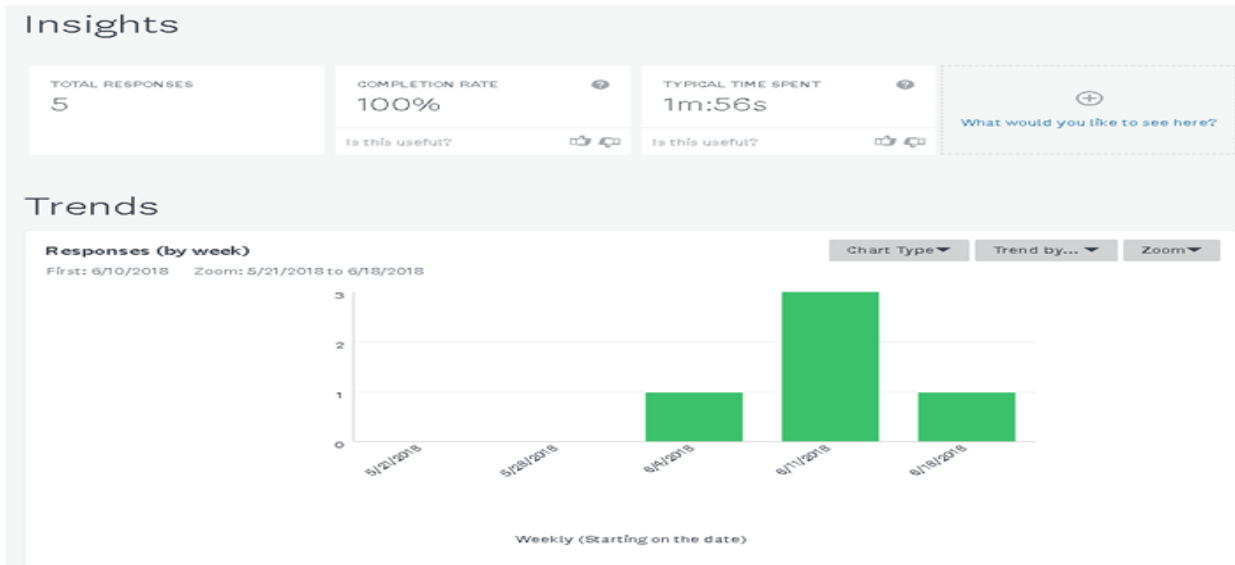 Insights
TOTAL RESPONSES
5
COMPLETION RATE
100%
Is this useful?
TYPICAL TIME SPENT
1m:56s
Is this useful?
What would you like to see here?
Trends
Responses (by week)
Chart Type
Trend by...
Zoom
First: 6/10/2018 Zoom: 5/21/2018 to 6/18/2018
3
2
1
0
5/21/2018
5/28/2018
6/4/2018
6/11/2018
6/18/2018
Weekly (Starting on the date)